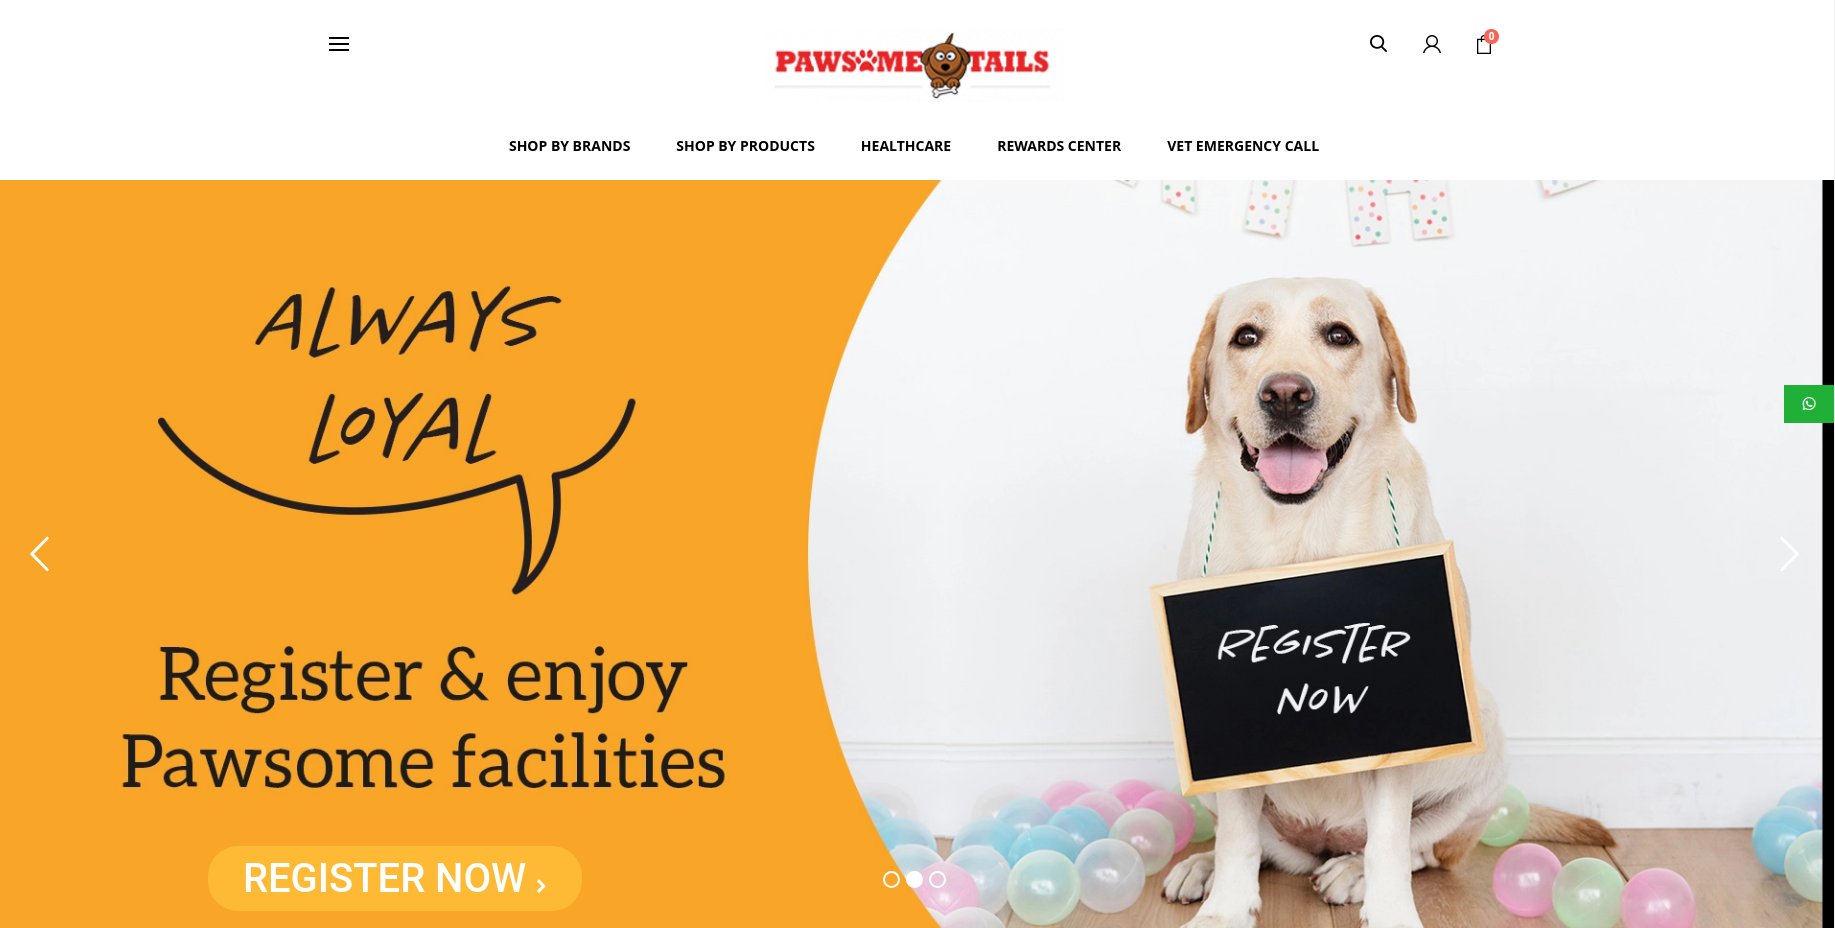 PAWSOME TAILS
0
SHOP BY BRANDS SHOP BY PRODUCTS HEALTHCARE REWARDS CENTER VET EMERGENCY CALL
ALWAYS
LOYAL
Register & enjoy
Pawsome facilities
REGISTER NOW ›
REGISTER
NOW